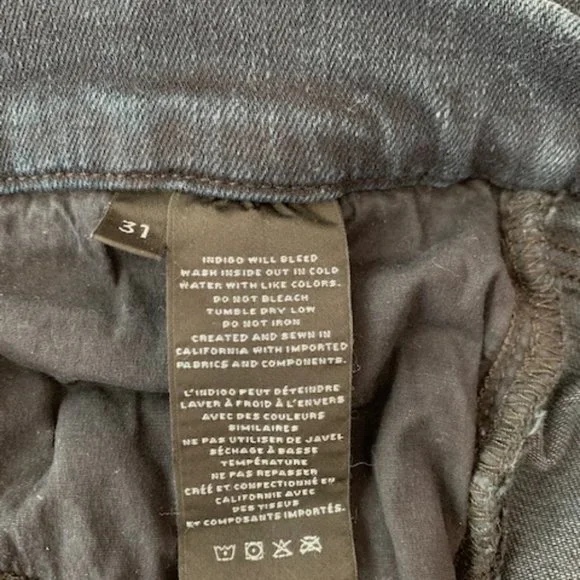 31
INDIGO WILL BLEED
WASH INSIDE OUT IN COLD
WATER WITH LIKE COLORS.
DO NOT BLEACH
TUMBLE DRY LOW
DO NOT IRON
CREATED AND SEWN IN
CALIFORNIA WITH IMPORTED
FABRICS AND COMPONENTS.
L'INDIGO PEUT DÉTEINDRE
LAVER À FROID À L'ENVERS
AVEC DES COULEURS
SIMILAIRES
NE PAS UTILISER DE JAVEL
SÉCHAGE À BASSE
TEMPÉRATURE
NE PAS REPASSER
CRÉÉ ET CONFECTIONNÉ EN
CALIFORNIE AVEC
DES TISSUS
ET COMPOSANTS IMPORTÉS.